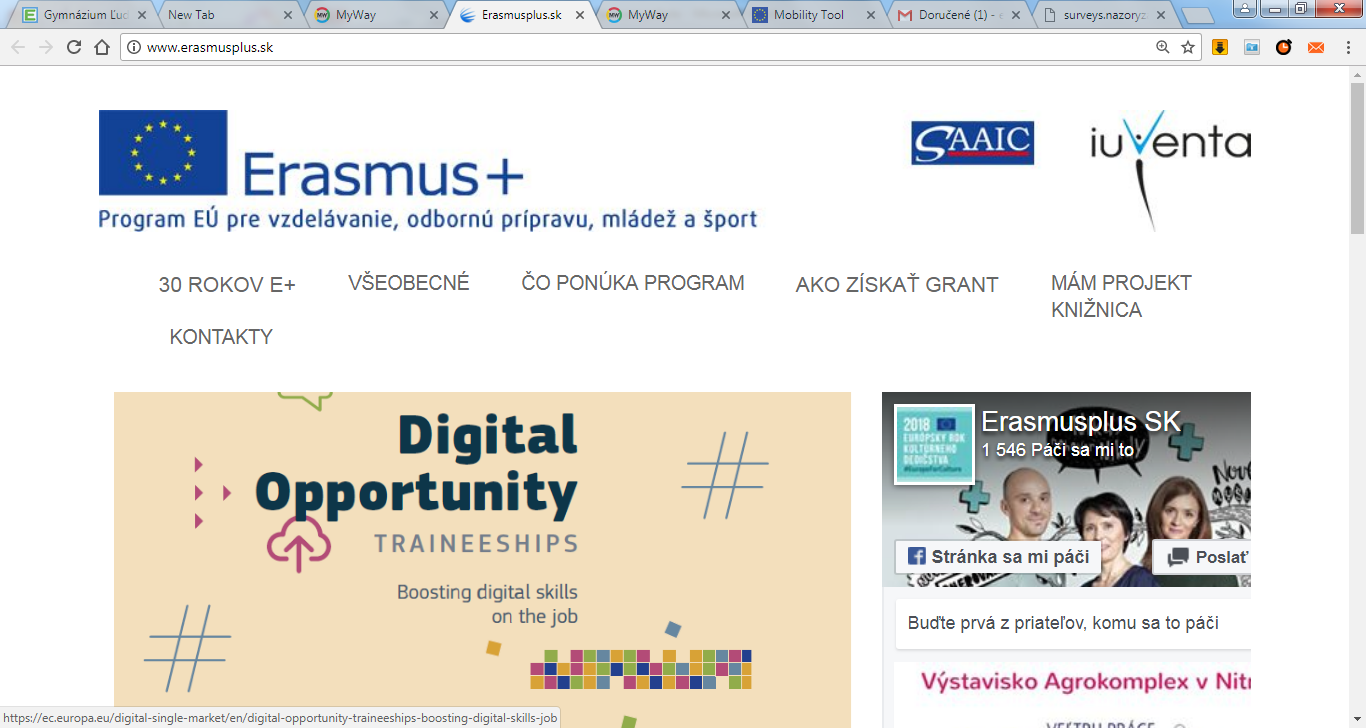 Gymnázium Ľuc
New Tab
MyWay
Erasmusplus.sk
MyWay
Mobility Tool
Doručené (1) - e
surveys.nazoryz
www.erasmusplus.sk
Erasmus+
Program EÚ pre vzdelávanie, odbornú prípravu, mládež a šport
SAAIC
iuventa
30 ROKOV E+
VŠEOBECNÉ
ČO PONÚKA PROGRAM
AKO ZÍSKAŤ GRANT
MÁM PROJEKT
KNIŽNICA
KONTAKTY
Digital
Opportunity
TRAINEESHIPS
Boosting digital skills
on the job
2018
EURÓPSKY ROK
KULTÚRNEHO
DEDIČSTVA
#EuropeForCulture
Erasmusplus SK
1 546 Páči sa mi to
Stránka sa mi páči
Poslať
Buďte prvá z priateľov, komu sa to páči
Výstavisko Agrokomplex v Nitr
VEĽTRH PRÁCE
https://ec.europa.eu/digital-single-market/en/digital-opportunity-traineeships-boosting-digital-skills-job